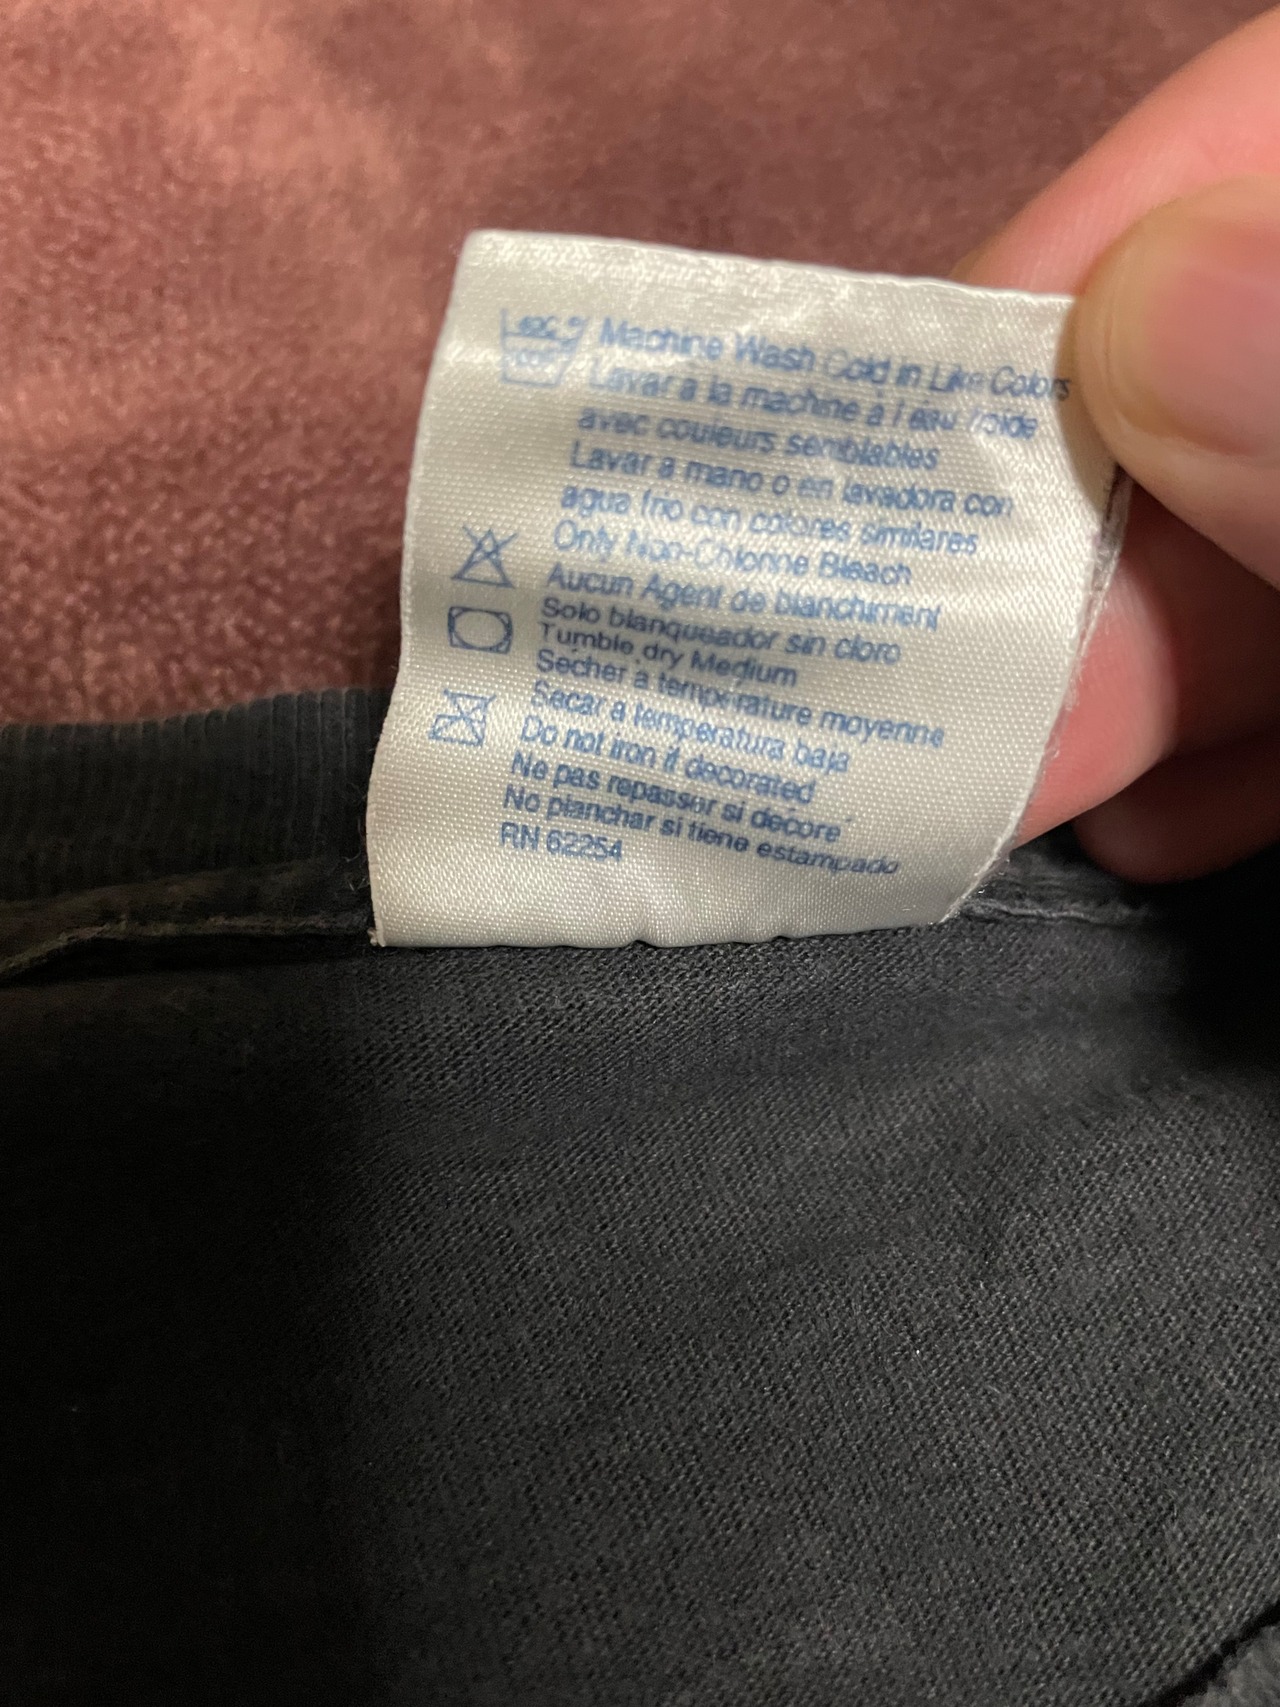 Machine Wash Cold in Like Colors
Lavar a la machine à l'eau froide
avec couleurs semblables
Lavar a mano o en lavadora con
agua frio con colores similares
Only Non-Chlorine Bleach
Aucun Agent de blanchiment
Solo blanqueador sin cloro
Tumble dry Medium
Secher à temperature moyenne
Secar a temperatura baja
Do not iron if decorated
Ne pas repasser si decore
No planchar si tiene estampado
RN 62254